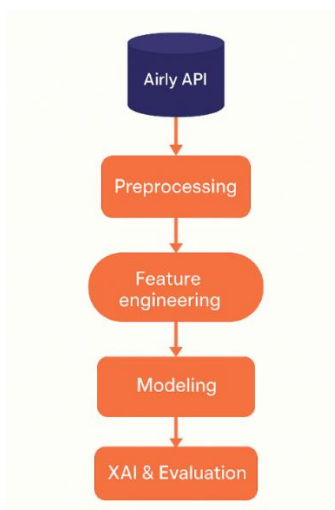 Airly API
Preprocessing
Feature
engineering
Modeling
XAI & Evaluation